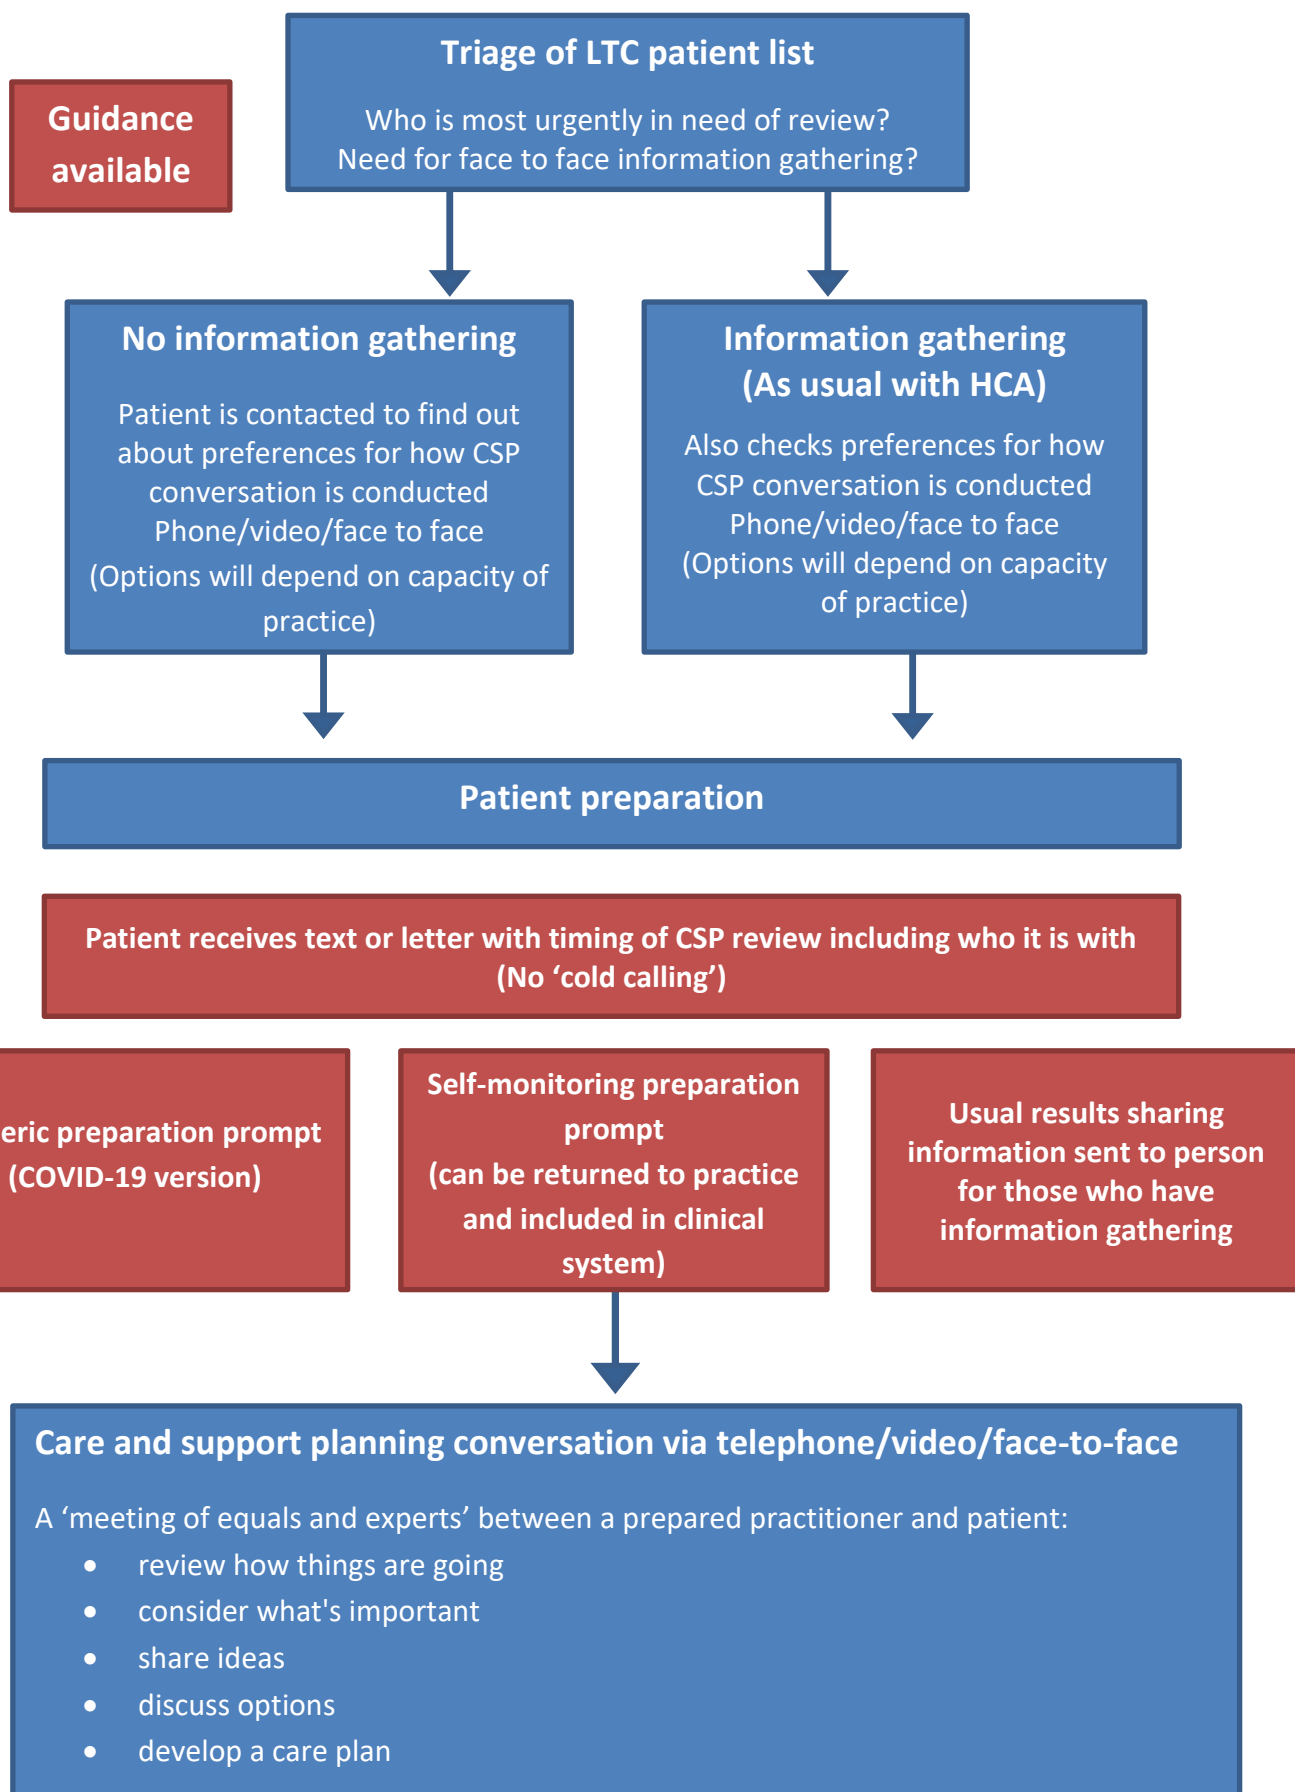 Triage of LTC patient list
Who is most urgently in need of review?
Need for face to face information gathering?
Guidance
available
No information gathering
Patient is contacted to find out
about preferences for how CSP
conversation is conducted
Phone/video/face to face
(Options will depend on capacity of
practice)
Information gathering
(As usual with HCA)
Also checks preferences for how
CSP conversation is conducted
Phone/video/face to face
(Options will depend on capacity
of practice)
Patient preparation
Patient receives text or letter with timing of CSP review including who it is with
(No ‘cold calling’)
eric preparation prompt
(COVID-19 version)
Self-monitoring preparation
prompt
(can be returned to practice
and included in clinical
system)
Usual results sharing
information sent to person
for those who have
information gathering
Care and support planning conversation via telephone/video/face-to-face
A ‘meeting of equals and experts’ between a prepared practitioner and patient:
• review how things are going
• consider what's important
• share ideas
• discuss options
• develop a care plan